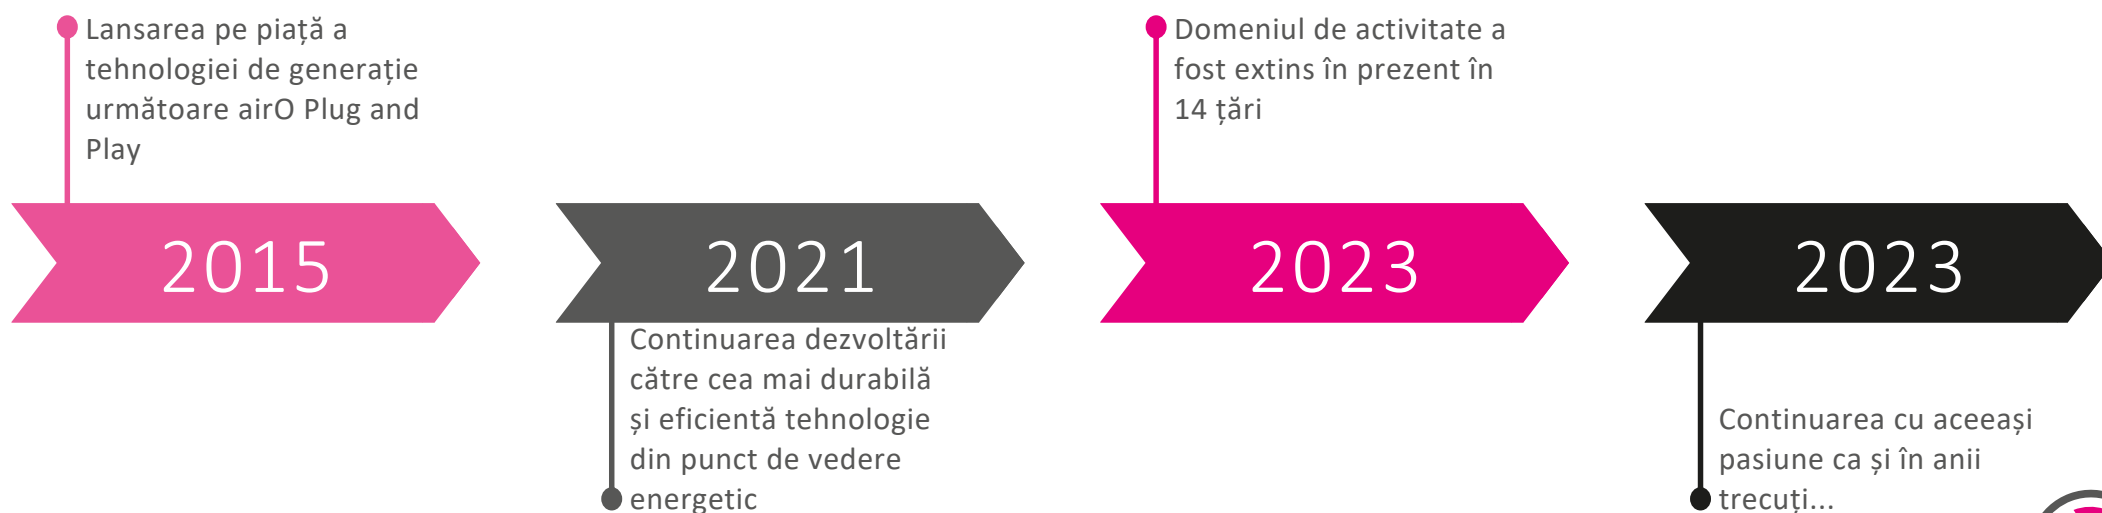 Lansarea pe piață a
tehnologiei de generație
următoare airO Plug and
Play
2015
2021
Continuarea dezvoltării
către cea mai durabilă
și eficientă tehnologie
din punct de vedere
energetic
Domeniul de activitate a
fost extins în prezent în
14 țări
2023
2023
Continuarea cu aceeași
pasiune ca și în anii
trecuți...